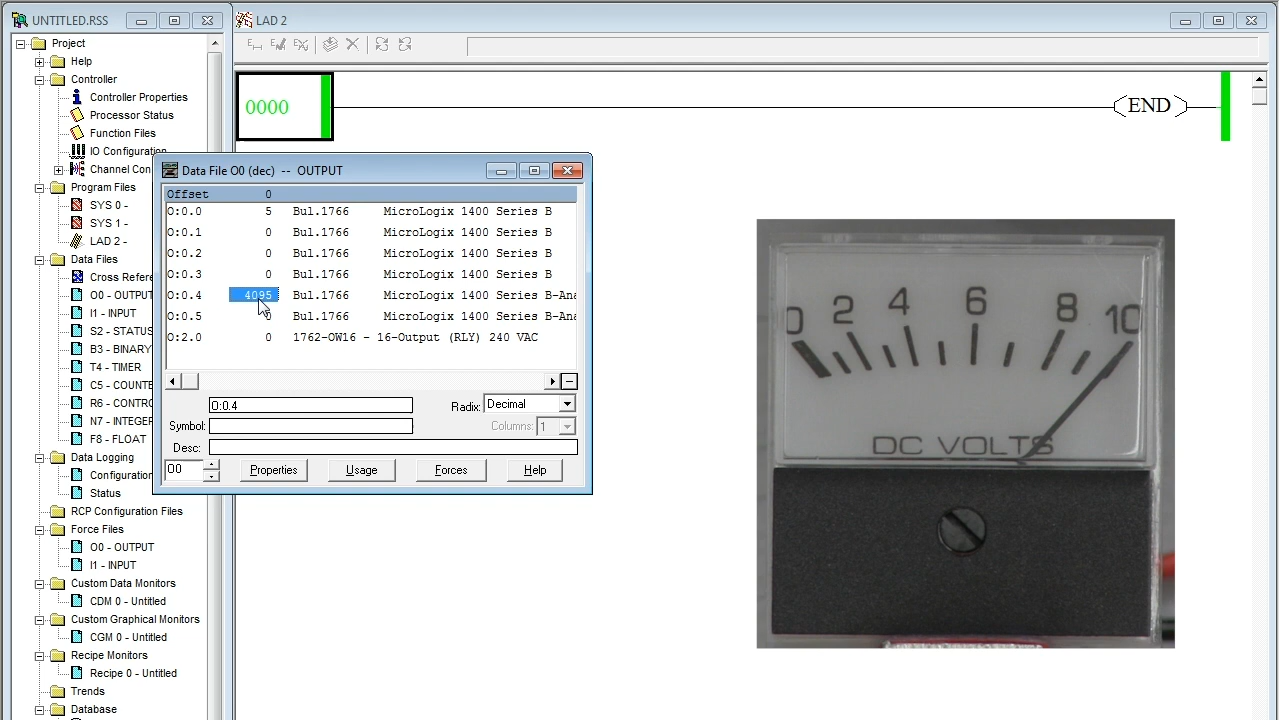 UNTITLED.RSS
Project
Help
Controller
Controller Properties
Processor Status
Function Files
IO Configuration
Channel Con
Program Files
SYS 0 -
SYS 1 -
LAD 2 -
Data Files
Cross Refere
O0 - OUTPUT
I1 - INPUT
S2 - STATUS
B3 - BINARY
T4 - TIMER
C5 - COUNTE
R6 - CONTRO
N7 - INTEGER
F8 - FLOAT
Data Logging
Configuration
Status
RCP Configuration Files
Force Files
O0 - OUTPUT
I1 - INPUT
Custom Data Monitors
CDM 0 - Untitled
Custom Graphical Monitors
CGM 0 - Untitled
Recipe Monitors
Recipe 0 - Untitled
Trends
Database
LAD 2
0000
END
Data File O0 (dec) -- OUTPUT
Offset 0
O:0.0 5 Bul.1766 MicroLogix 1400 Series B
O:0.1 0 Bul.1766 MicroLogix 1400 Series B
O:0.2 0 Bul.1766 MicroLogix 1400 Series B
O:0.3 0 Bul.1766 MicroLogix 1400 Series B
O:0.4 4095 Bul.1766 MicroLogix 1400 Series B-Ana
O:0.5 Bul.1766 MicroLogix 1400 Series B-Ana
O:2.0 0 1762-OW16 - 16-Output (RLY) 240 VAC
O:0.4
Radix: Decimal
Symbol:
Columns: 1
Desc:
O0 Properties Usage Forces Help
0 2 4 6 8 10
DC VOLTS